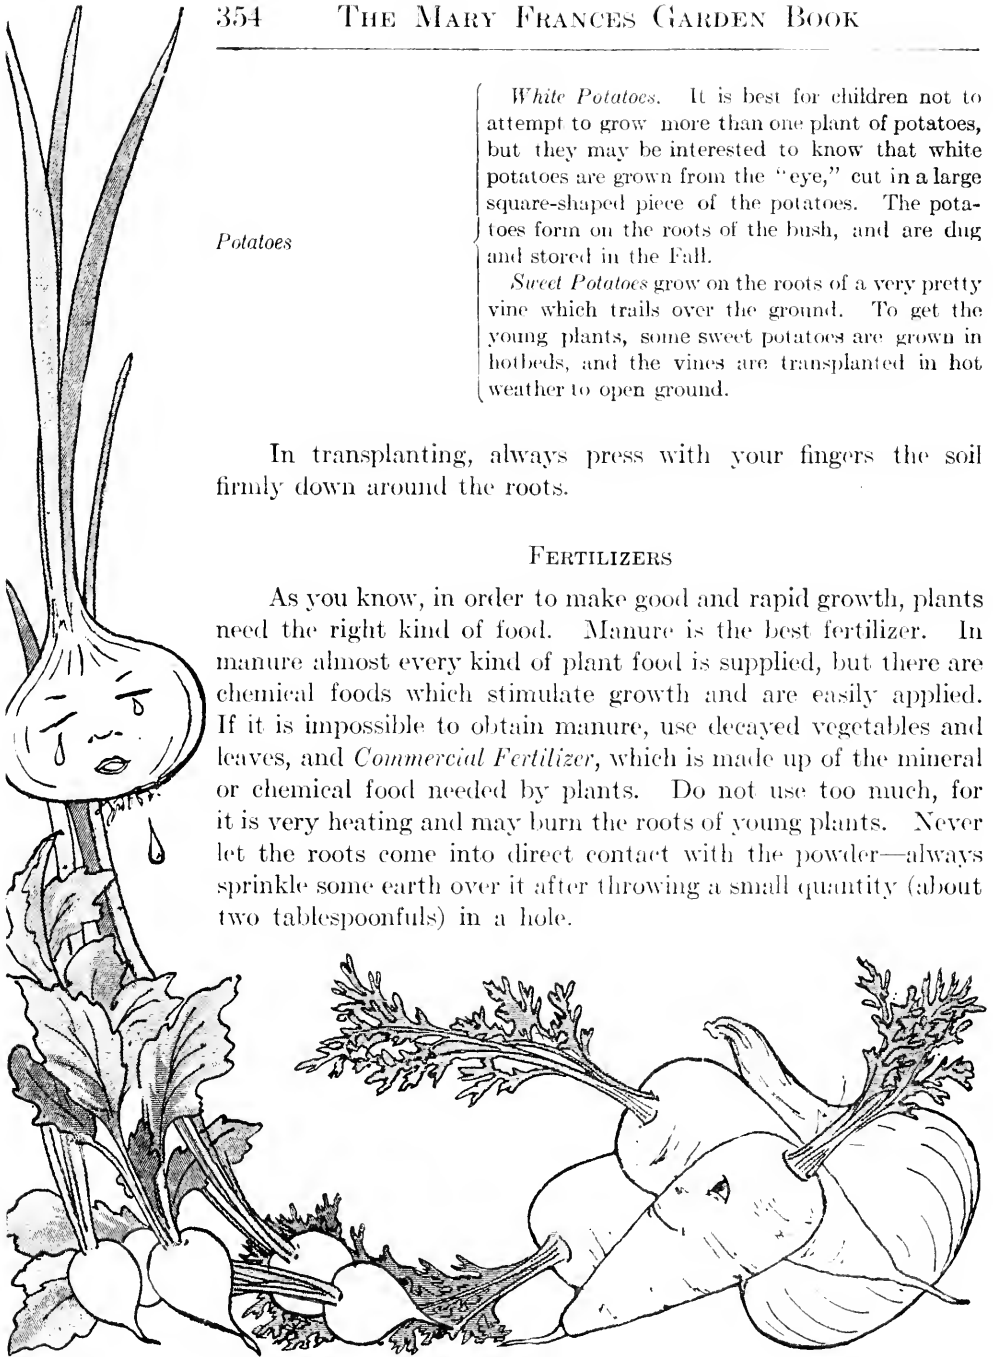 354 THE MARY FRANCES GARDEN BOOK
Potatoes
White Potatoes. It is best for children not to
attempt to grow more than one plant of potatoes,
but they may be interested to know that white
potatoes are grown from the "eye," cut in a large
square-shaped piece of the potatoes. The pota-
toes form on the roots of the bush, and are dug
and stored in the Fall.
Sweet Potatoes grow on the roots of a very pretty
vine which trails over the ground. To get the
young plants, some sweet potatoes are grown in
hotbeds, and the vines are transplanted in hot
weather to open ground.
In transplanting, always press with your fingers the soil
firmly down around the roots.
FERTILIZERS
As you know, in order to make good and rapid growth, plants
need the right kind of food. Manure is the best fertilizer. In
manure almost every kind of plant food is supplied, but there are
chemical foods which stimulate growth and are easily applied.
If it is impossible to obtain manure, use decayed vegetables and
leaves, and Commercial Fertilizer, which is made up of the mineral
or chemical food needed by plants. Do not use too much, for
it is very heating and may burn the roots of young plants. Never
let the roots come into direct contact with the powder—always
sprinkle some earth over it after throwing a small quantity (about
two tablespoonfuls) in a hole.